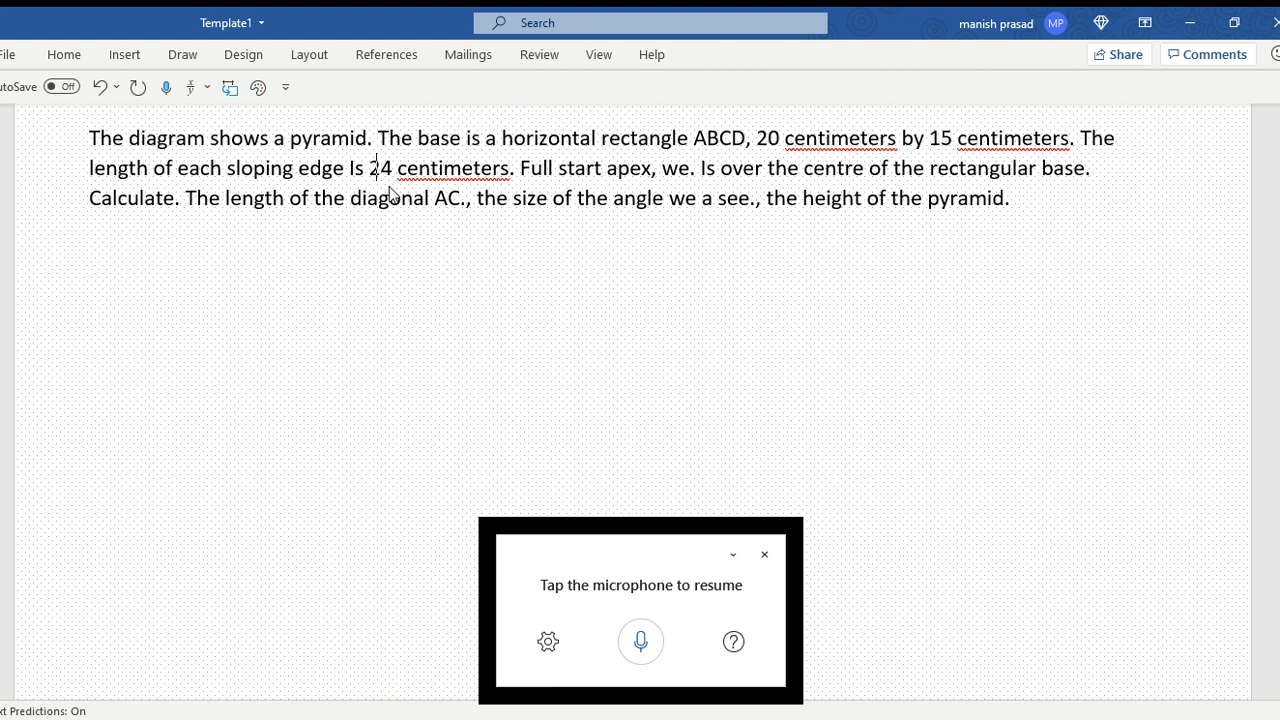 Template1
Search
manish prasad
MP
File
Home
Insert
Draw
Design
Layout
References
Mailings
Review
View
Help
Share
Comments
AutoSave
Off
The diagram shows a pyramid. The base is a horizontal rectangle ABCD, 20 centimeters by 15 centimeters. The
length of each sloping edge Is 24 centimeters. Full start apex, we. Is over the centre of the rectangular base.
Calculate. The length of the diagonal AC., the size of the angle we a see., the height of the pyramid.
Tap the microphone to resume
xt Predictions: On